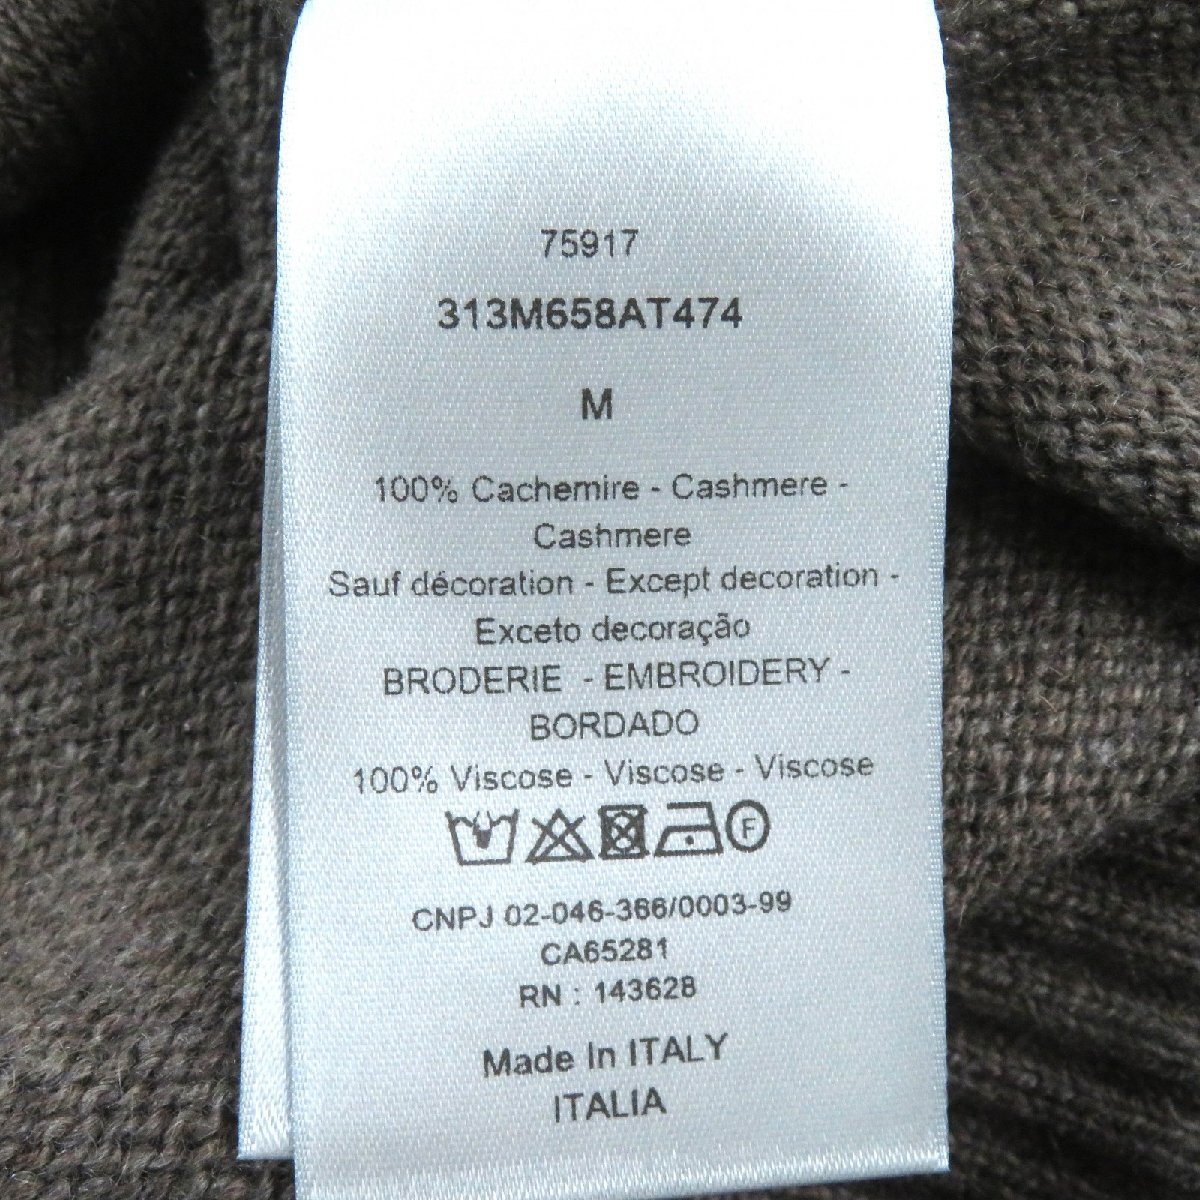 75917
313M658AT474
M
100% Cachemire - Cashmere -
Cashmere
Sauf décoration - Except decoration -
Exceto decoração
BRODERIE - EMBROIDERY -
BORDADO
100% Viscose - Viscose - Viscose
F
CNPJ 02-046-366/0003-99
CA65281
RN : 143628
Made In ITALY
ITALIA